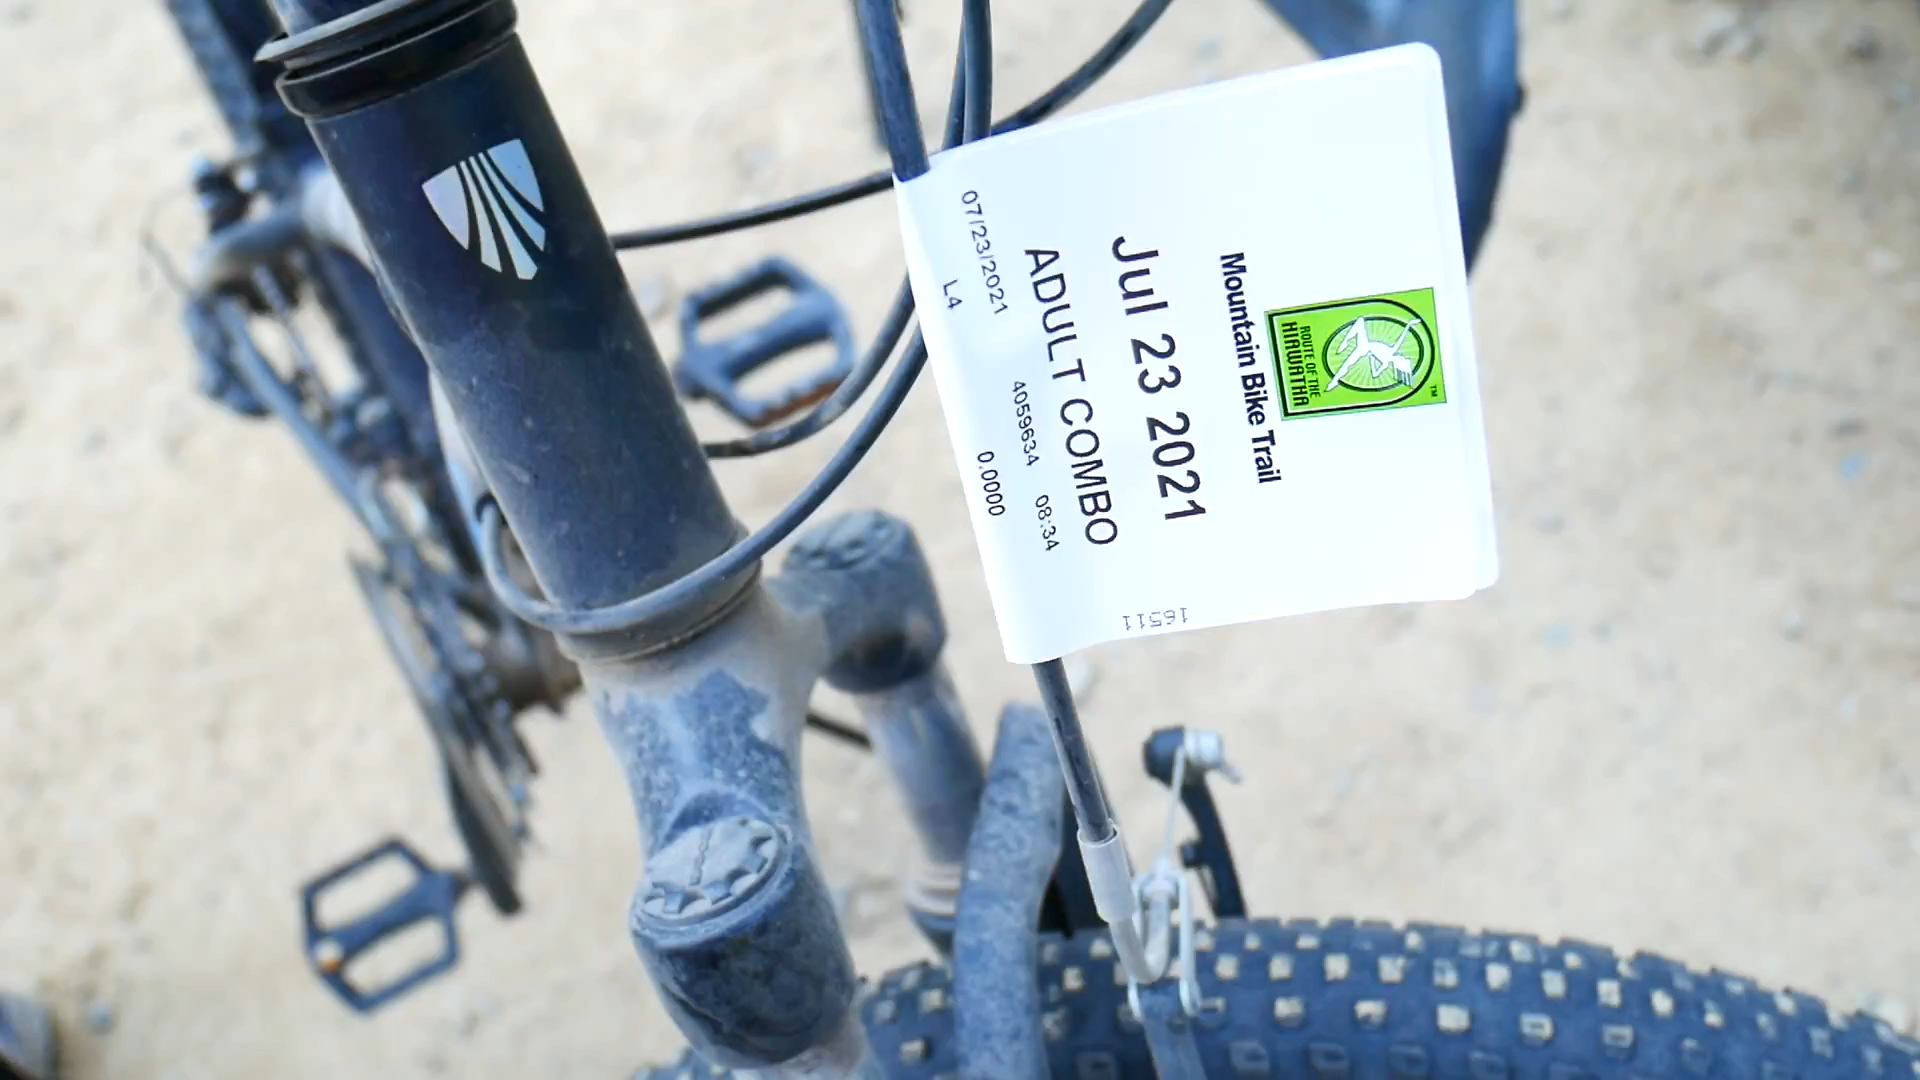 ROUTE OF THE
HIAWATHA
™
Mountain Bike Trail
Jul 23 2021
ADULT COMBO
07/23/2021 4059634 08:34
L4 0.0000
16511